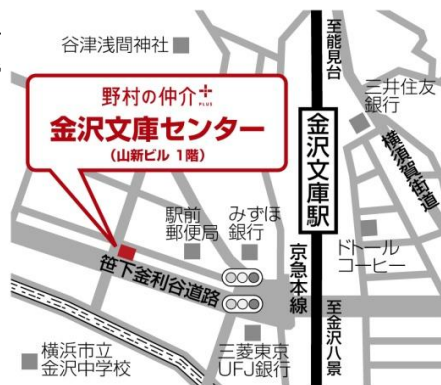 谷津浅間神社
至能見台
三井住友
銀行
野村の仲介+
PLUS
金沢文庫センター
(山新ビル 1階)
金沢文庫駅
横須賀街道
駅前
郵便局
みずほ
銀行
ドトール
コーヒー
京急本線
笹下釜利谷道路
至金沢八景
横浜市立
金沢中学校
三菱東京
UFJ銀行